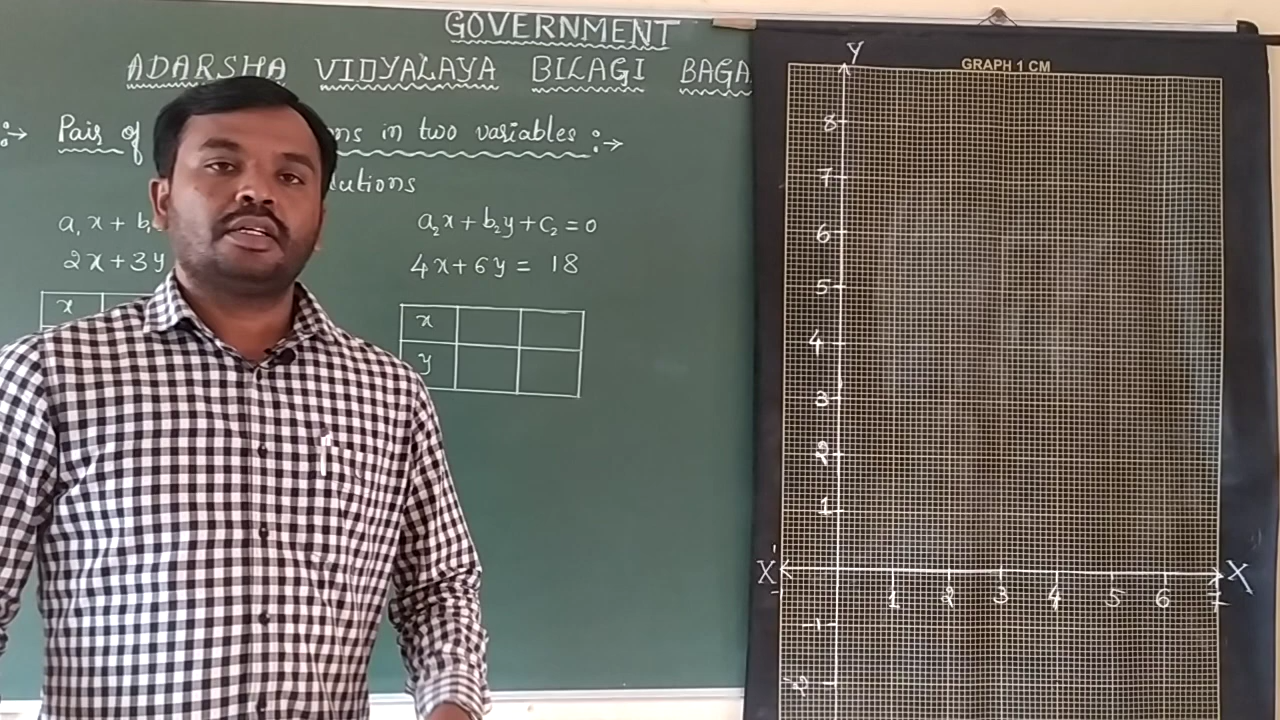 GOVERNMENT
ADARSHA VIDYALAYA BILAGI BAGA
:→ Pair of ns in two variables :→
lutions
a₁x + b₁
2x+3y
x
a₂x + b₂y + c₂ = 0
4x+6y = 18
x
y
GRAPH 1 CM
Y
8
7
6
5
4
3
2
1
X' X
1 2 3 4 5 6 7
-1
-2